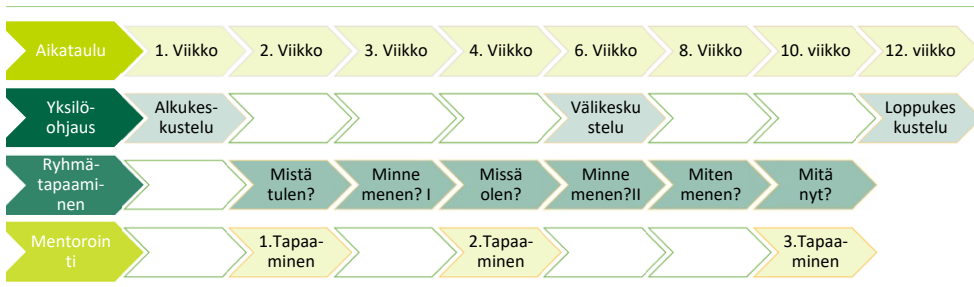 Aikataulu
1. Viikko
2. Viikko
3. Viikko
4. Viikko
6. Viikko
8. Viikko
10. viikko
12. viikko
Yksilö-
ohjaus
Alkukes-
kustelu
Välikesku
stelu
Loppukes
kustelu
Ryhmä-
tapaami-
nen
Mistä
tulen?
Minne
menen? I
Missä
olen?
Minne
menen?II
Miten
menen?
Mitä
nyt?
Mentoroin
ti
1.Tapaa-
minen
2.Tapaa-
minen
3.Tapaa-
minen